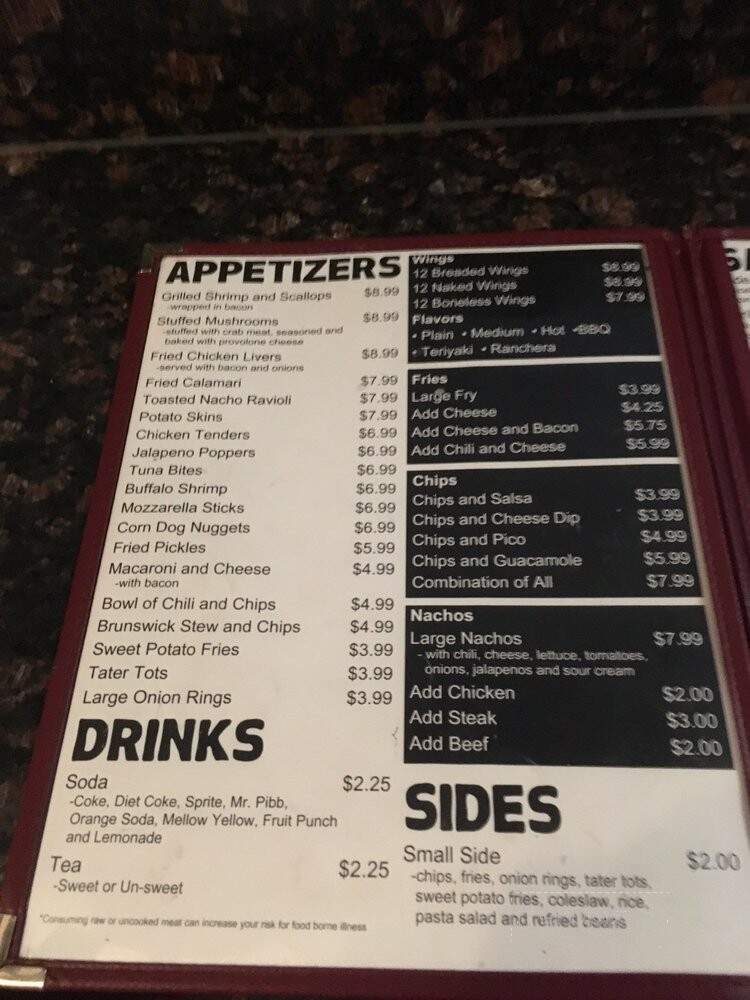 APPETIZERS
Grilled Shrimp and Scallops $8.99
-wrapped in bacon
Stuffed Mushrooms $8.99
-stuffed with crab meat, seasoned and
baked with provolone cheese
Fried Chicken Livers $8.99
-served with bacon and onions
Fried Calamari $7.99
Toasted Nacho Ravioli $7.99
Potato Skins $7.99
Chicken Tenders $6.99
Jalapeno Poppers $6.99
Tuna Bites $6.99
Buffalo Shrimp $6.99
Mozzarella Sticks $6.99
Corn Dog Nuggets $6.99
Fried Pickles $5.99
Macaroni and Cheese $4.99
-with bacon
Bowl of Chili and Chips $4.99
Brunswick Stew and Chips $4.99
Sweet Potato Fries $3.99
Tater Tots $3.99
Large Onion Rings $3.99
DRINKS
Soda $2.25
-Coke, Diet Coke, Sprite, Mr. Pibb,
Orange Soda, Mellow Yellow, Fruit Punch
and Lemonade
Tea $2.25
-Sweet or Un-sweet
*Consuming raw or uncooked meat can increase your risk for food borne illness
Wings
12 Breaded Wings
12 Naked Wings
12 Boneless Wings $7.99
Flavors
• Plain • Medium • Hot •BBQ
• Teriyaki • Ranchera
Fries
Large Fry $3.99
Add Cheese $4.25
Add Cheese and Bacon $5.75
Add Chili and Cheese $5.99
Chips
Chips and Salsa $3.99
Chips and Cheese Dip $3.99
Chips and Pico $4.99
Chips and Guacamole $5.99
Combination of All $7.99
Nachos
Large Nachos $7.99
- with chili, cheese, lettuce, tomatoes,
onions, jalapenos and sour cream
Add Chicken $2.00
Add Steak $3.00
Add Beef $2.00
SIDES
Small Side $2.00
-chips, fries, onion rings, tater tots,
sweet potato fries, coleslaw, rice,
pasta salad and refried beans